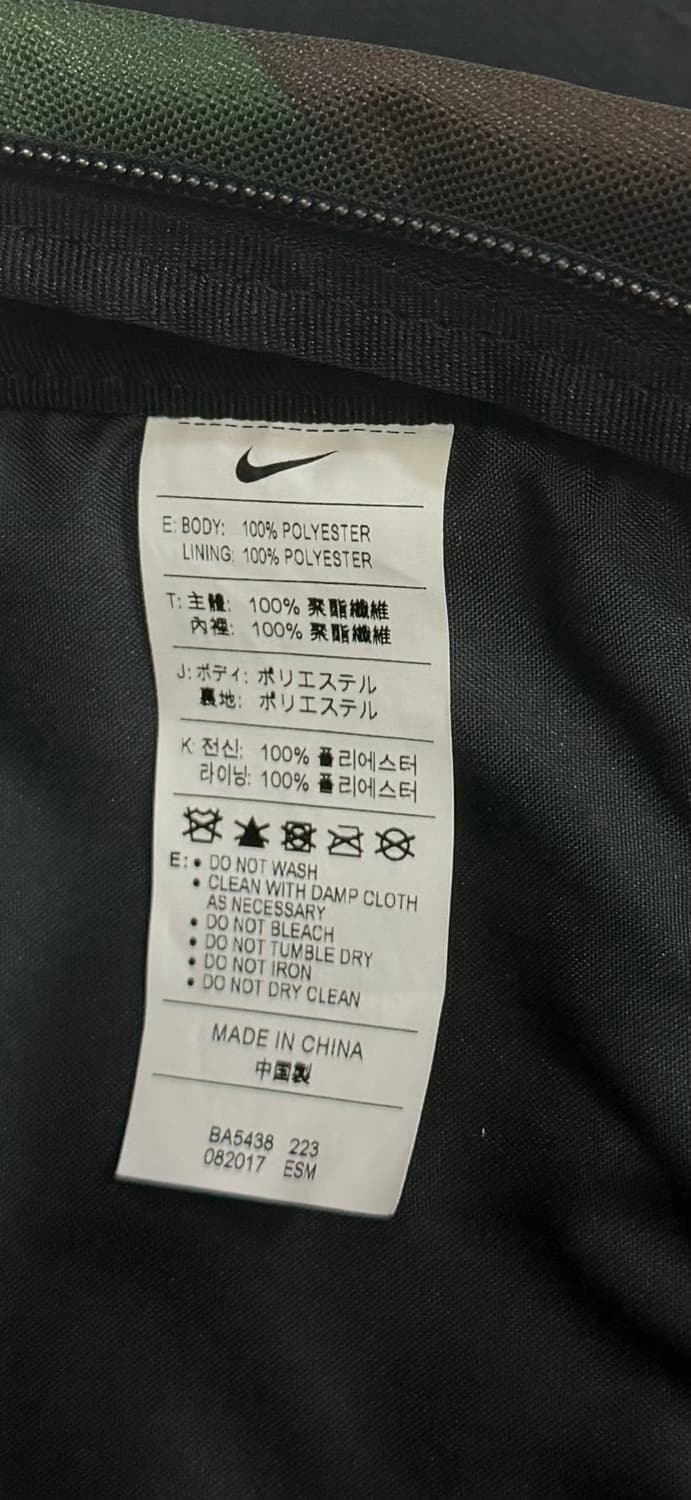 E: BODY: 100% POLYESTER
LINING: 100% POLYESTER
T: 主體: 100% 聚酯纖維
內裡: 100% 聚酯纖維
J: ボディ: ポリエステル
裏地: ポリエステル
K: 전신: 100% 폴리에스터
라이닝: 100% 폴리에스터
E: • DO NOT WASH
• CLEAN WITH DAMP CLOTH
AS NECESSARY
• DO NOT BLEACH
• DO NOT TUMBLE DRY
• DO NOT IRON
• DO NOT DRY CLEAN
MADE IN CHINA
中国製
BA5438 223
082017 ESM